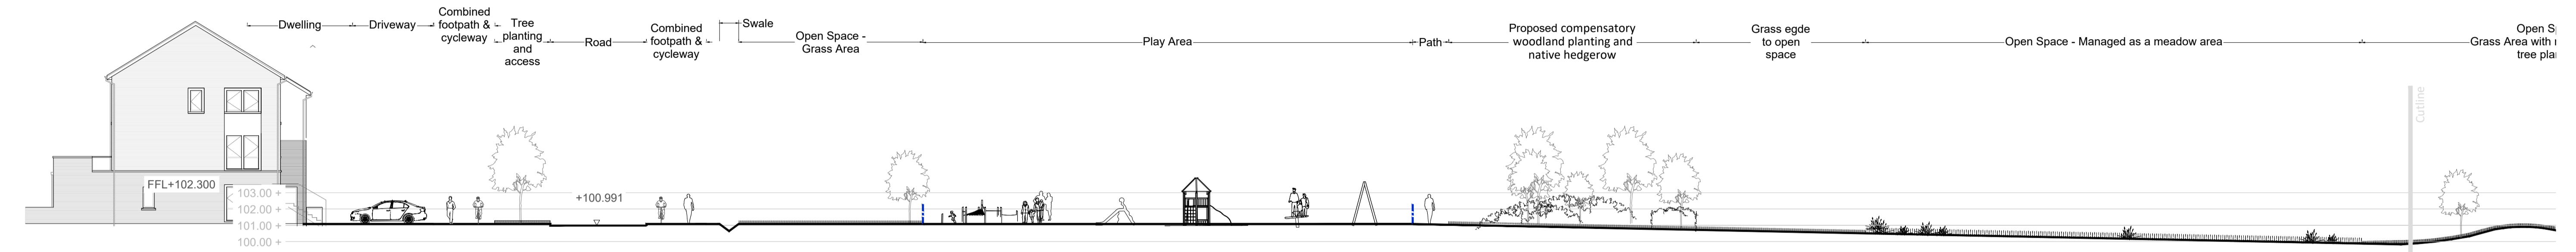 Dwelling
Driveway
Combined
footpath &
cycleway
Tree
planting
and
access
Road
Combined
footpath &
cycleway
Swale
Open Space -
Grass Area
Play Area
Path
Proposed compensatory
woodland planting and
native hedgerow
Grass egde
to open
space
Open Space - Managed as a meadow area
Open S
Grass Area with
tree pla
Cutline
FFL+102.300
+100.991
103.00 +
102.00 +
101.00 +
100.00 +